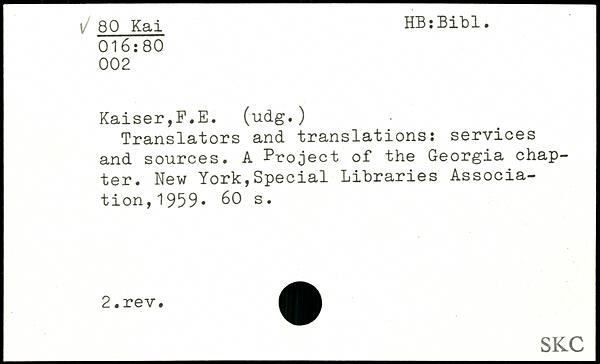 ✓ 80 Kai HB:Bibl.
016:80
002
Kaiser,F.E. (udg.)
Translators and translations: services
and sources. A Project of the Georgia chap-
ter. New York,Special Libraries Associa-
tion,1959. 60 s.
2.rev.
SKC